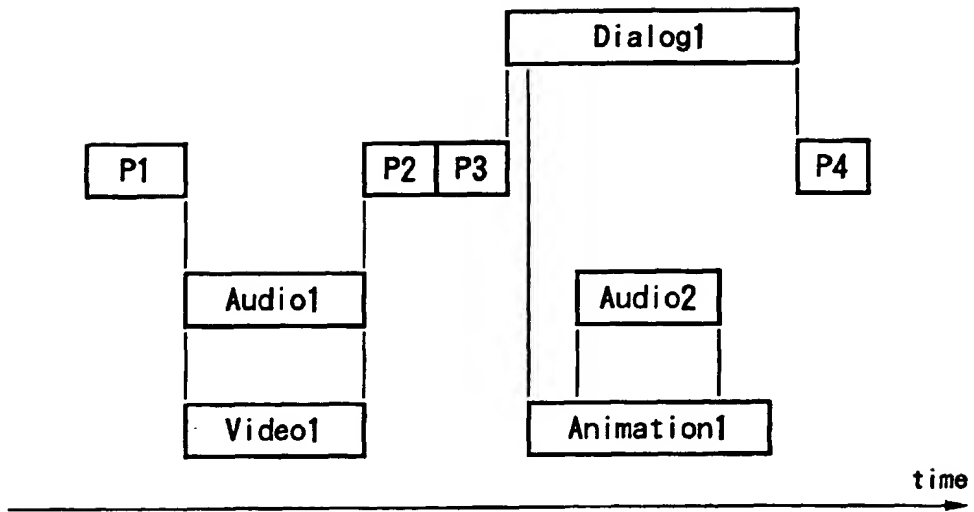 Dialog1
P1
P2
P3
P4
Audio1
Audio2
Video1
Animation1
time